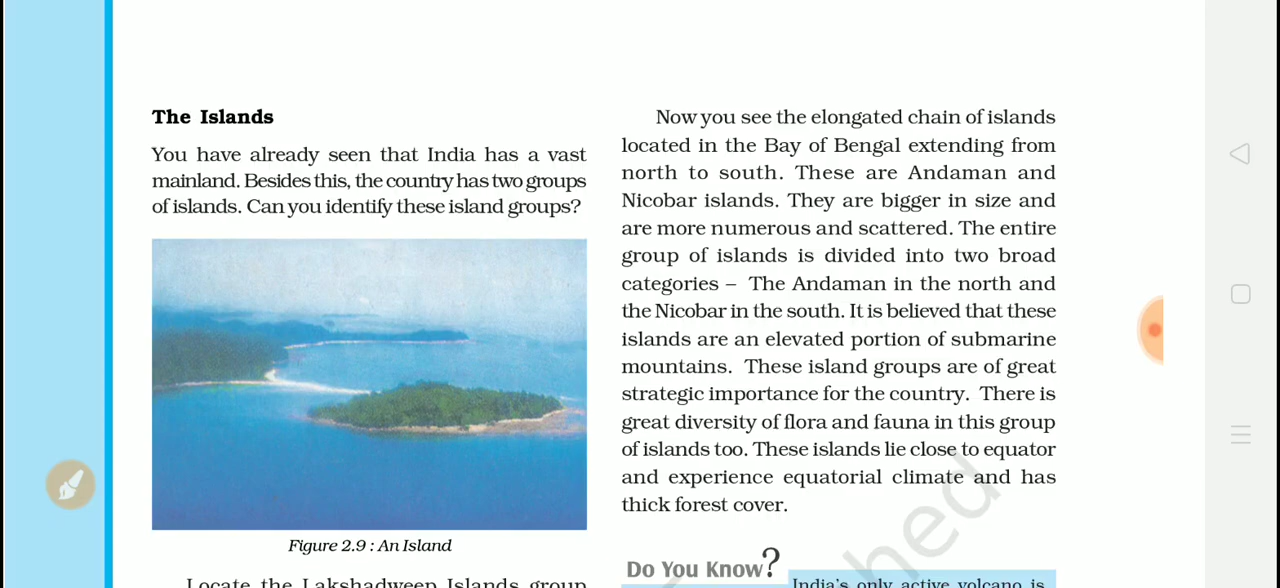 The Islands
You have already seen that India has a vast
mainland. Besides this, the country has two groups
of islands. Can you identify these island groups?
Figure 2.9 : An Island
Locate the Lakshadweep Islands group
Now you see the elongated chain of islands
located in the Bay of Bengal extending from
north to south. These are Andaman and
Nicobar islands. They are bigger in size and
are more numerous and scattered. The entire
group of islands is divided into two broad
categories – The Andaman in the north and
the Nicobar in the south. It is believed that these
islands are an elevated portion of submarine
mountains. These island groups are of great
strategic importance for the country. There is
great diversity of flora and fauna in this group
of islands too. These islands lie close to equator
and experience equatorial climate and has
thick forest cover.
Do You Know?
India's only active volcano is